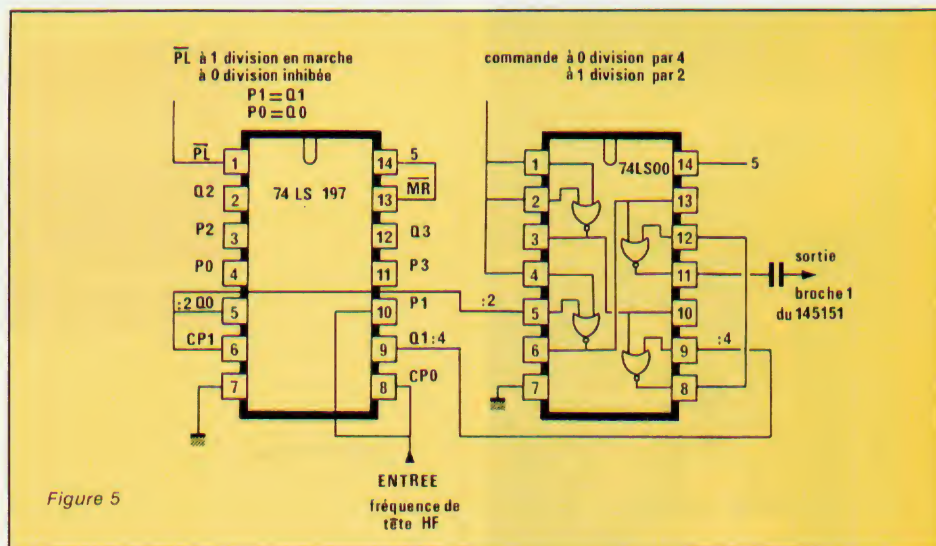 P̅L̅ à 1 division en marche
à 0 division inhibée
P1=Q1
P0=Q0
commande à 0 division par 4
à 1 division par 2
P̅L̅
1
14
5
Q2
2
74 LS 197
13
M̅R̅
P2
3
12
Q3
P0
4
11
P3
:2 Q0
5
10
P1
CP1
6
9
Q1:4
7
8
CP0
ENTREE
fréquence de
tête HF
1
74LS00
14
5
2
13
3
12
4
11
sortie
broche 1
du 145151
:2
5
10
6
9
:4
7
8
Figure 5